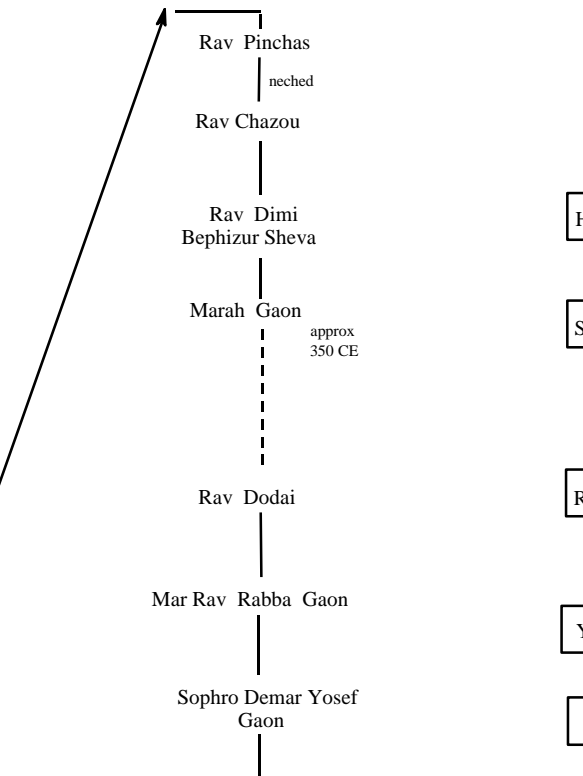 Rav Pinchas
neched
Rav Chazou
Rav Dimi
Bephizur Sheva
Marah Gaon
approx
350 CE
Rav Dodai
Mar Rav Rabba Gaon
Sophro Demar Yosef
Gaon
H
S
R
Y